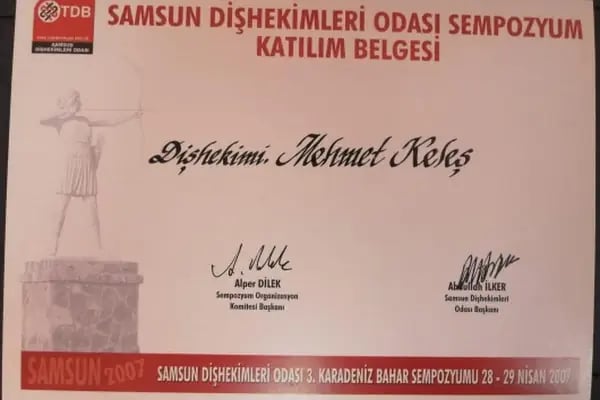 TDB
SAMSUN
DİŞHEKİMLERİ ODASI
SAMSUN DİŞHEKİMLERİ ODASI SEMPOZYUM
KATILIM BELGESİ
Dişhekimi. Mehmet Keleş
Alper DİLEK
Sempozyum Organizasyon
Komitesi Başkanı
Abdullah İLKER
Samsun Dişhekimleri
Odası Başkanı
SAMSUN 2007
SAMSUN DİŞHEKİMLERİ ODASI 3. KARADENİZ BAHAR SEMPOZYUMU 28 - 29 NİSAN 2007